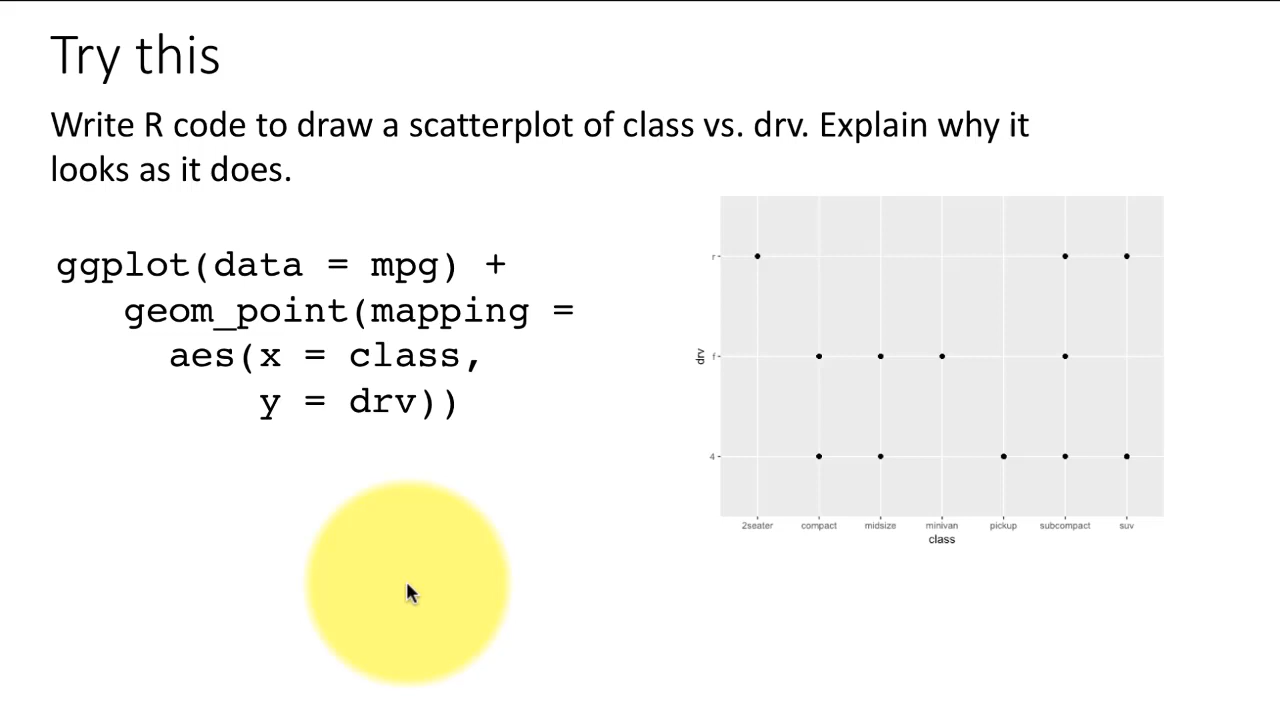 Try this
Write R code to draw a scatterplot of class vs. drv. Explain why it
looks as it does.
ggplot(data = mpg) +
geom_point(mapping =
aes(x = class,
y = drv))
r
f
4
drv
2seater compact midsize minivan pickup subcompact suv
class